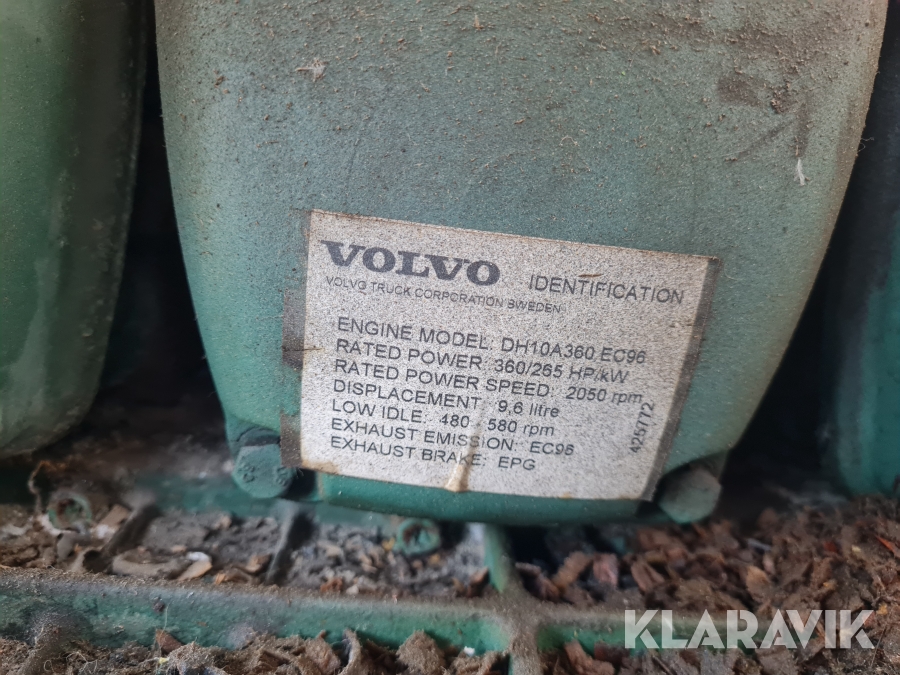 VOLVO IDENTIFICATION
VOLVO TRUCK CORPORATION SWEDEN
ENGINE MODEL: DH10A360 EC96
RATED POWER: 360/265 HP/kW
RATED POWER SPEED: 2050 rpm
DISPLACEMENT: 9,6 litre
LOW IDLE: 480 - 580 rpm
EXHAUST EMISSION: EC96
EXHAUST BRAKE: EPG
425772
KLARAVIK